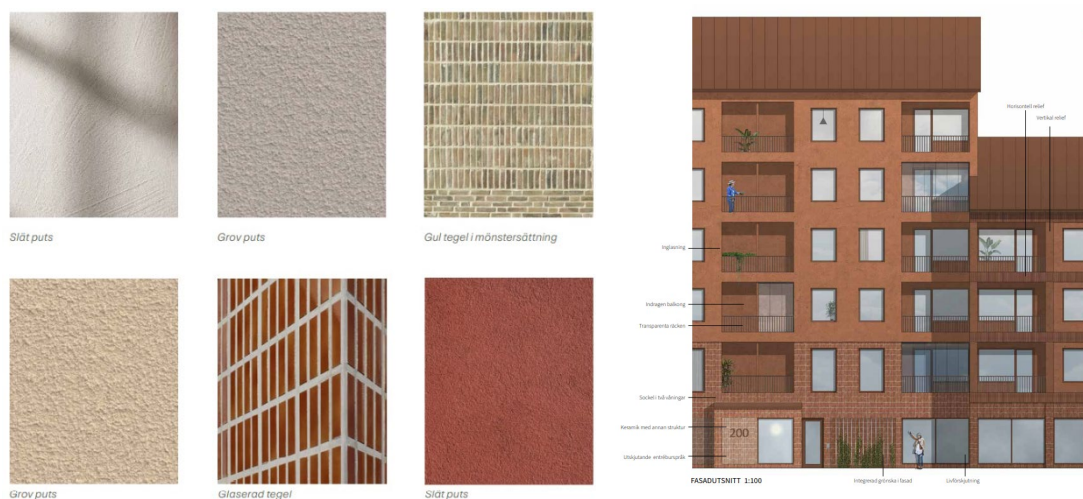 Slät puts
Grov puts
Gul tegel i mönstersättning
Grov puts
Glaserad tegel
Slät puts
Horisontell relief
Vertikal relief
Inglasning
Indragen balkong
Transparenta räcken
Sockel i två våningar
Keramik med annan struktur
Utskjutande entréburspråk
200
FASADUTSNITT 1:100
Integrerad grönska i fasad
Livförskjutning